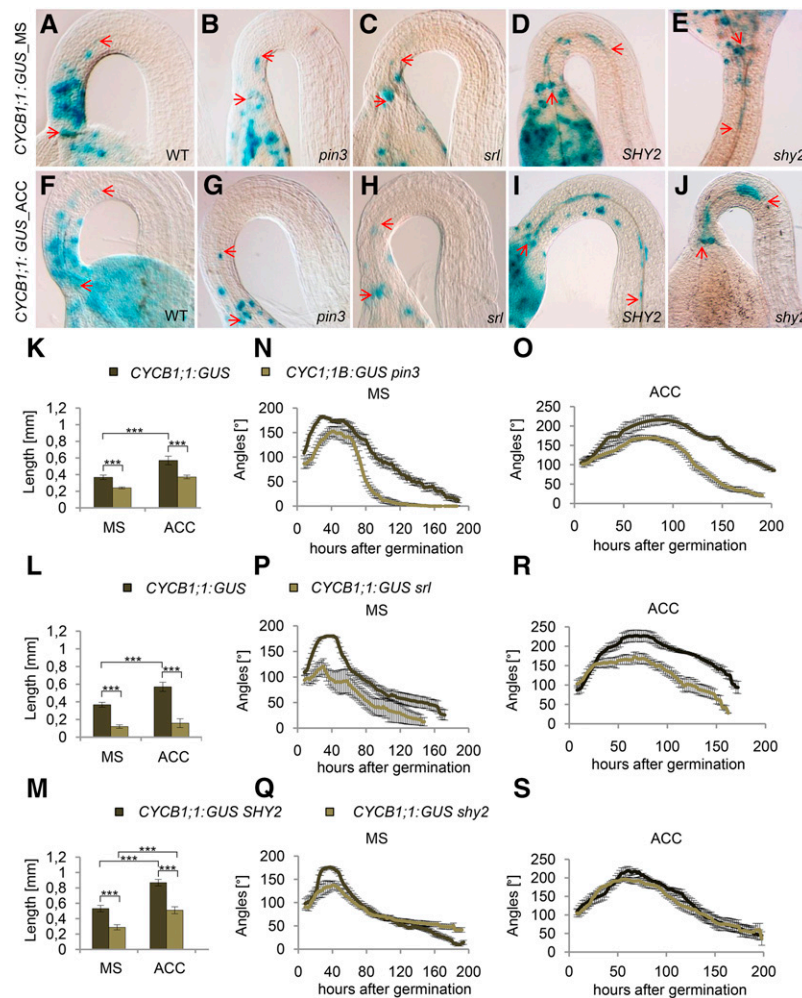 A B C D E
CYCB1;1:GUS_MS
WT pin3 srl SHY2 shy2
F G H I J
CYCB1;1: GUS_ACC
WT pin3 srl SHY2 shy2
K N O
CYCB1;1:GUS CYC1;1B:GUS pin3
MS ACC
Length [mm]
1,2
1
0,8
0,6
0,4
0,2
0
*** *** ***
MS ACC
Angles [°]
200
150
100
50
0
0 40 80 120 160 200
hours after germination
Angles [°]
250
200
150
100
50
0
0 50 100 150 200
hours after germination
L P R
CYCB1;1:GUS CYCB1;1:GUS srl
MS ACC
Length [mm]
1,2
1
0,8
0,6
0,4
0,2
0
*** *** ***
MS ACC
Angles [°]
200
150
100
50
0
0 50 100 150 200
hours after germination
Angles [°]
250
200
150
100
50
0
0 50 100 150 200
hours after germination
M Q S
CYCB1;1:GUS SHY2 CYCB1;1:GUS shy2
MS ACC
Length [mm]
1,2
1
0,8
0,6
0,4
0,2
0
*** *** *** ***
MS ACC
Angles [°]
250
200
150
100
50
0
0 40 80 120 160 200
hours after germination
Angles [°]
250
200
150
100
50
0
0 50 100 150 200
hours after germination